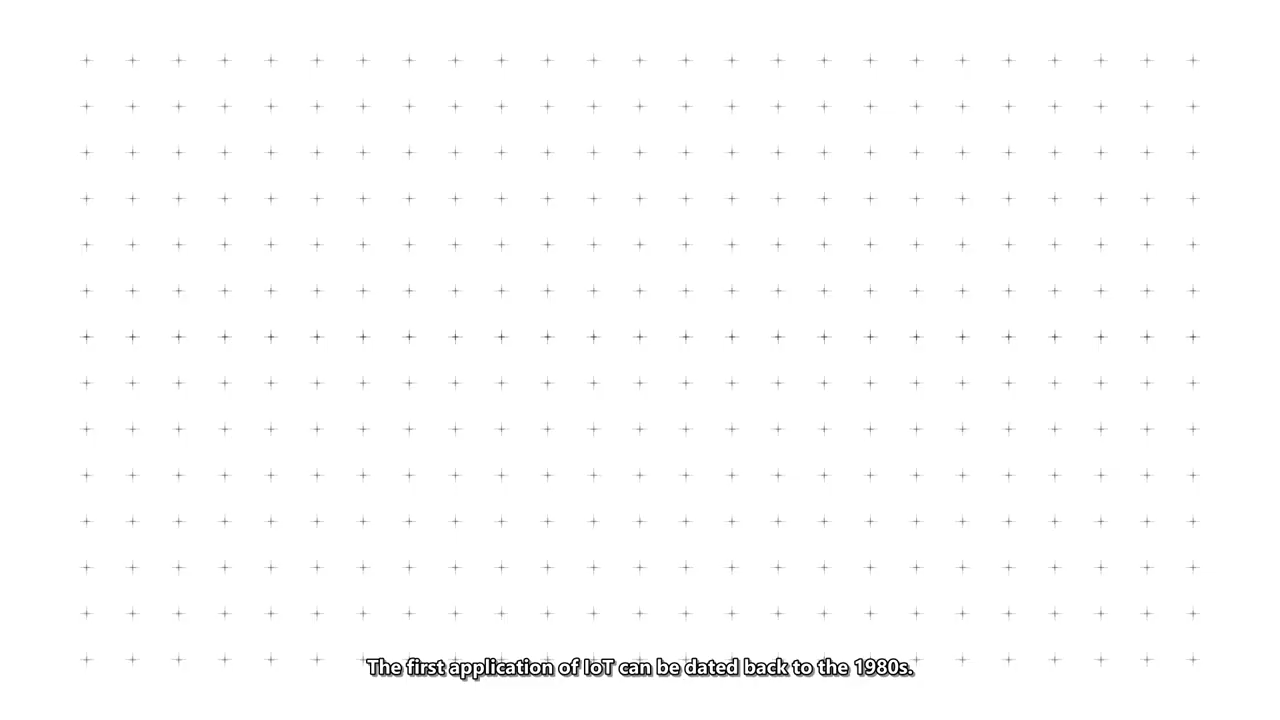 The first application of IoT can be dated back to the 1980s.